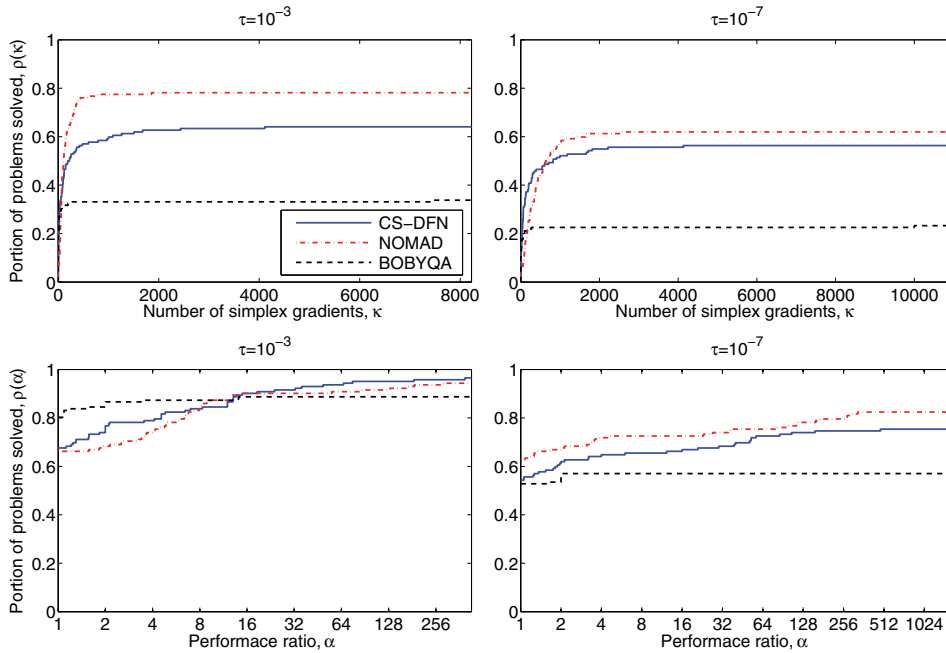 τ=10⁻³
τ=10⁻⁷
Portion of problems solved, ρ(κ)
1
0.8
0.6
0.4
0.2
0
CS−DFN
NOMAD
BOBYQA
0 2000 4000 6000 8000
Number of simplex gradients, κ
1
0.8
0.6
0.4
0.2
0
0 2000 4000 6000 8000 10000
Number of simplex gradients, κ
τ=10⁻³
τ=10⁻⁷
Portion of problems solved, ρ(α)
1
0.8
0.6
0.4
0.2
0
1 2 4 8 16 32 64 128 256
Performace ratio, α
1
0.8
0.6
0.4
0.2
0
1 2 4 8 16 32 64 128 256 512 1024
Performace ratio, α